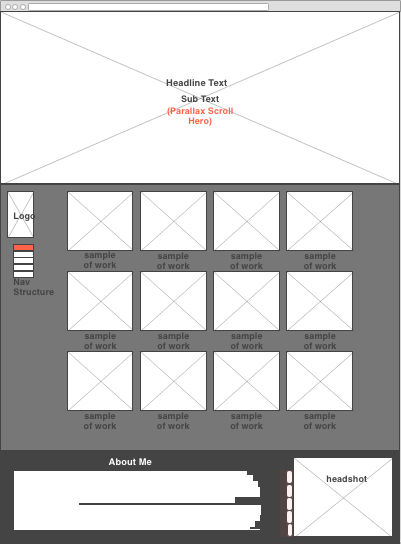 Headline Text
Sub Text
(Parallax Scroll
Hero)
Logo
Nav
Structure
sample
of work
sample
of work
sample
of work
sample
of work
sample
of work
sample
of work
sample
of work
sample
of work
sample
of work
sample
of work
sample
of work
sample
of work
About Me
headshot